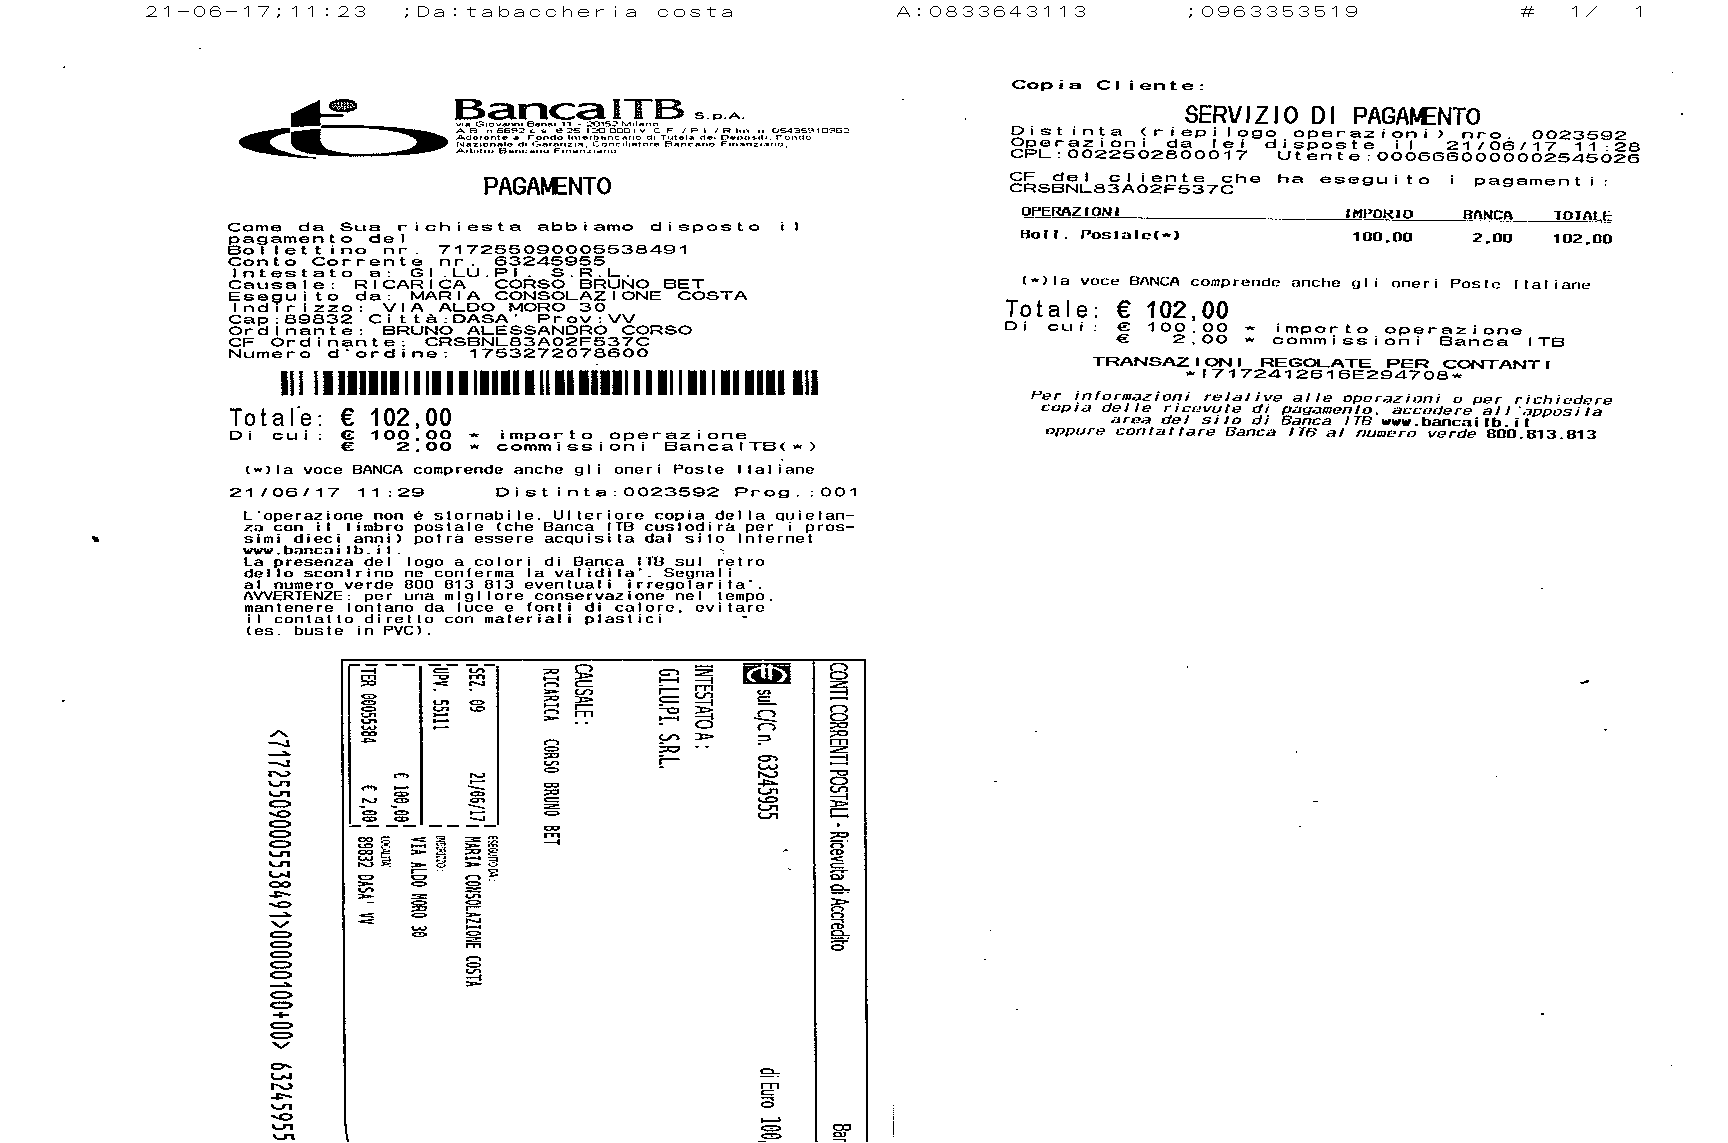 21-06-17;11:23 ;Da:tabaccheria costa A:0833643113 ;0963353519 # 1/ 1
BancaITB S.p.A.
Via Giovanni Bensi 11 - 20152 Milano
Aderente a Fondo Interbancario di Tutela dei Depositi, Fondo
Nazionale di Garanzia, Conciliatore Bancario Finanziario,
Arbitro Bancario Finanziario
PAGAMENTO
Come da Sua richiesta abbiamo disposto il
pagamento del
Bollettino nr. 717255090005538491
Conto Corrente nr. 63245955
Intestato a: GI.LU.PI. S.R.L.
Causale: RICARICA CORSO BRUNO BET
Eseguito da: MARIA CONSOLAZIONE COSTA
Indirizzo: VIA ALDO MORO 30
Cap:89832 Città:DASA' Prov:VV
Ordinante: BRUNO ALESSANDRO CORSO
CF Ordinante: CRSBNL83A02F537C
Numero d'ordine: 1753272078600
Totale: € 102,00
Di cui: € 100,00 * importo operazione
€ 2,00 * commissioni BancaITB(*)
(*)la voce BANCA comprende anche gli oneri Poste Italiane
21/06/17 11:29 Distinta:0023592 Prog.:001
L'operazione non é stornabile. Ulteriore copia della quietan-
za con il timbro postale (che Banca ITB custodirà per i pros-
simi dieci anni) potrà essere acquisita dal sito Internet
www.bancaitb.it.
La presenza del logo a colori di Banca ITB sul retro
dello scontrino ne conferma la validita'. Segnali
al numero verde 800 813 813 eventuali irregolarita'.
AVVERTENZE: per una migliore conservazione nel tempo,
mantenere lontano da luce e fonti di calore, evitare
il contatto diretto con materiali plastici
(es. buste in PVC).
CONTI CORRENTI POSTALI - Ricevuta di Accredito Ban
sul C/C n. 63245955 di Euro 100,
INTESTATO A:
GI.LU.PI. S.R.L.
CAUSALE:
RICARICA CORSO BRUNO BET
SEZ. 09 21/06/17
UPV. 55111
€ 100,00
TER 00055384 € 2,00
ESEGUITO DA:
MARIA CONSOLAZIONE COSTA
INDIRIZZO:
VIA ALDO MORO 30
LOCALITA'
89832 DASA' VV
<717255090005538491>00000100+00> 63245955
Copia Cliente:
SERVIZIO DI PAGAMENTO
Distinta (riepilogo operazioni) nro. 0023592
Operazioni da lei disposte il 21/06/17 11:28
CPL:0022502800017 Utente:0006660000002545026
CF del cliente che ha eseguito i pagamenti:
CRSBNL83A02F537C
OPERAZIONI IMPORTO BANCA TOTALE
Boll. Postale(*) 100,00 2,00 102,00
(*)la voce BANCA comprende anche gli oneri Poste Italiane
Totale: € 102,00
Di cui: € 100,00 * importo operazione
€ 2,00 * commissioni Banca ITB
TRANSAZIONI REGOLATE PER CONTANTI
*17172412616E294708*
Per informazioni relative alle operazioni o per richiedere
copia delle ricevute di pagamento, accedere all'apposita
area del sito di Banca ITB www.bancaitb.it
oppure contattare Banca ITB al numero verde 800.813.813